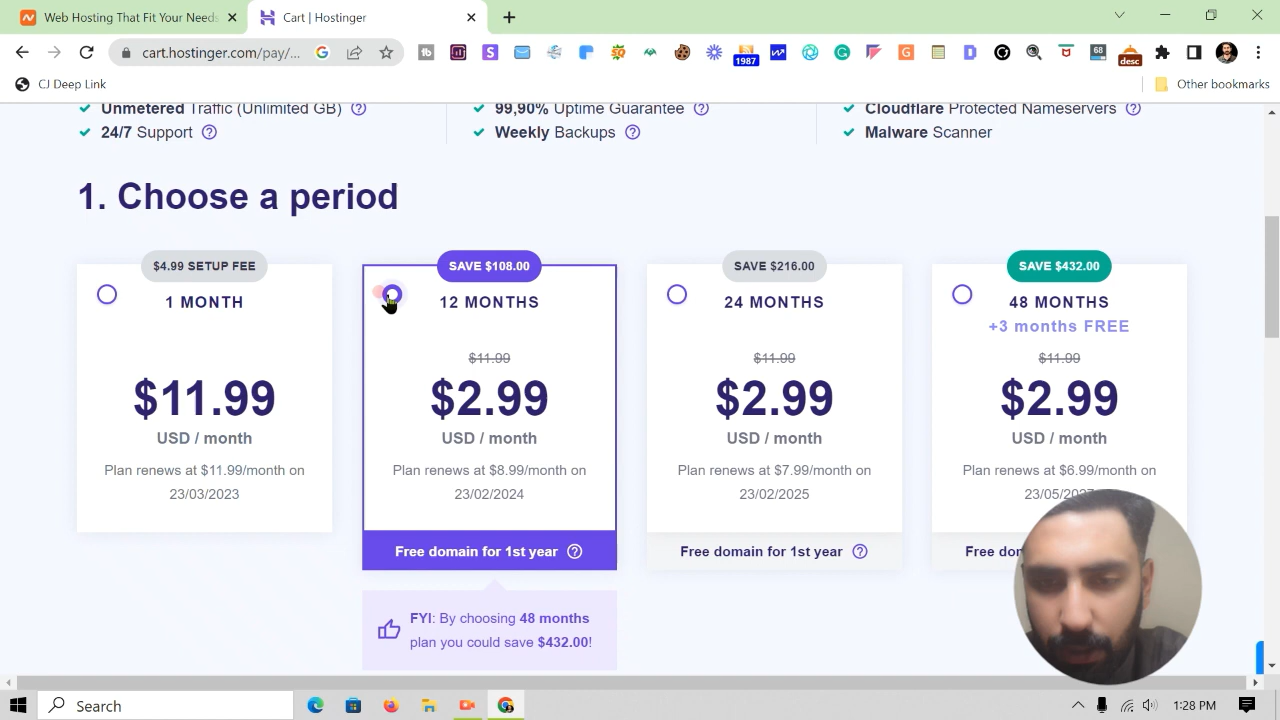 Web Hosting That Fit Your Needs
Cart | Hostinger
cart.hostinger.com/pay/...
1987
68
desc
CJ Deep Link
Other bookmarks
Unmetered Traffic (Unlimited GB)
99,90% Uptime Guarantee
Cloudflare Protected Nameservers
24/7 Support
Weekly Backups
Malware Scanner
1. Choose a period
$4.99 SETUP FEE
1 MONTH
$11.99
USD / month
Plan renews at $11.99/month on
23/03/2023
SAVE $108.00
12 MONTHS
$11.99
$2.99
USD / month
Plan renews at $8.99/month on
23/02/2024
Free domain for 1st year
FYI: By choosing 48 months
plan you could save $432.00!
SAVE $216.00
24 MONTHS
$11.99
$2.99
USD / month
Plan renews at $7.99/month on
23/02/2025
Free domain for 1st year
SAVE $432.00
48 MONTHS
+3 months FREE
$11.99
$2.99
USD / month
Plan renews at $6.99/month on
Search
1:28 PM